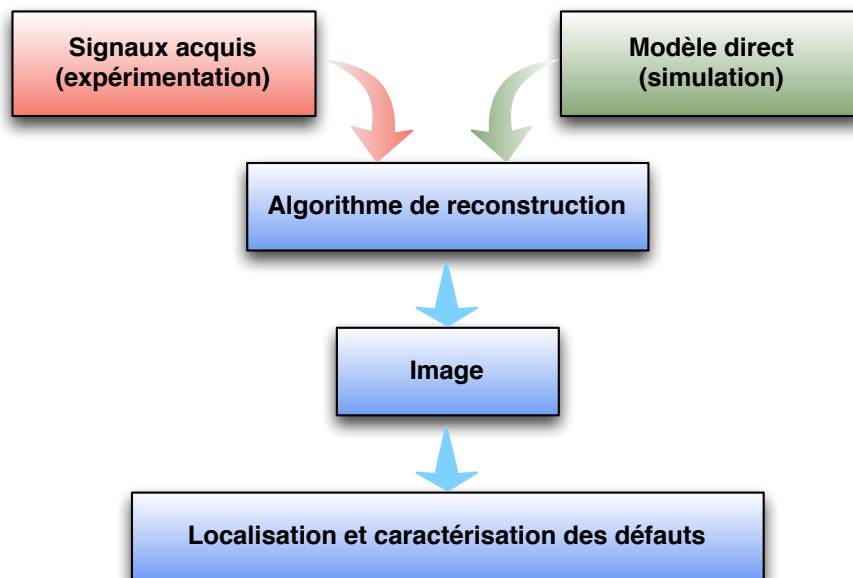 Signaux acquis
(expérimentation)
Modèle direct
(simulation)
Algorithme de reconstruction
Image
Localisation et caractérisation des défauts